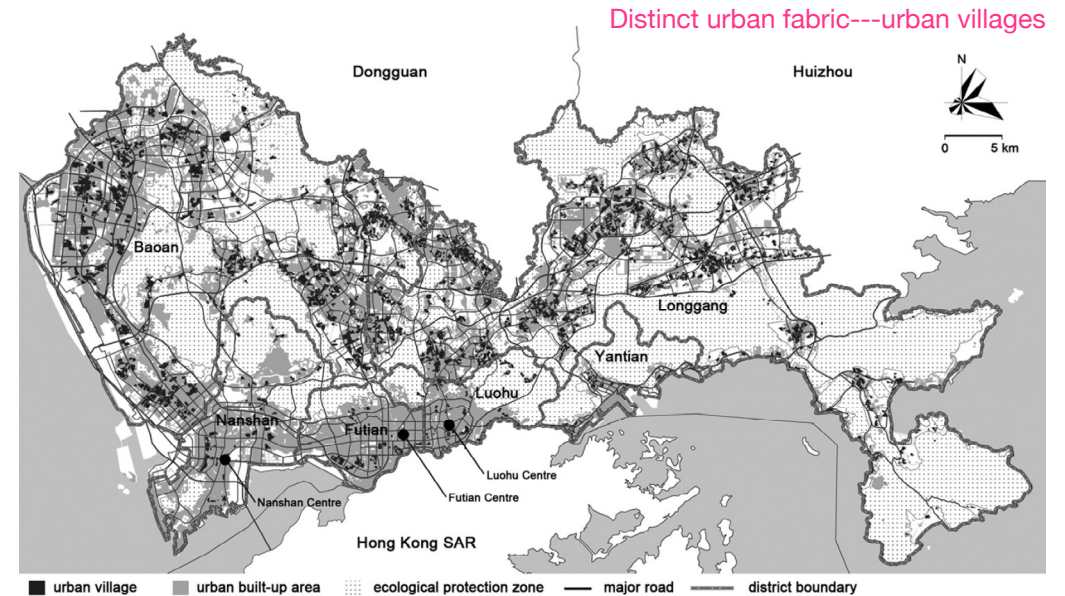 Distinct urban fabric---urban villages
Dongguan
Huizhou
N
0 5 km
Baoan
Longgang
Yantian
Luohu
Nanshan
Futian
Luohu Centre
Futian Centre
Nanshan Centre
Hong Kong SAR
urban village urban built-up area ecological protection zone major road district boundary